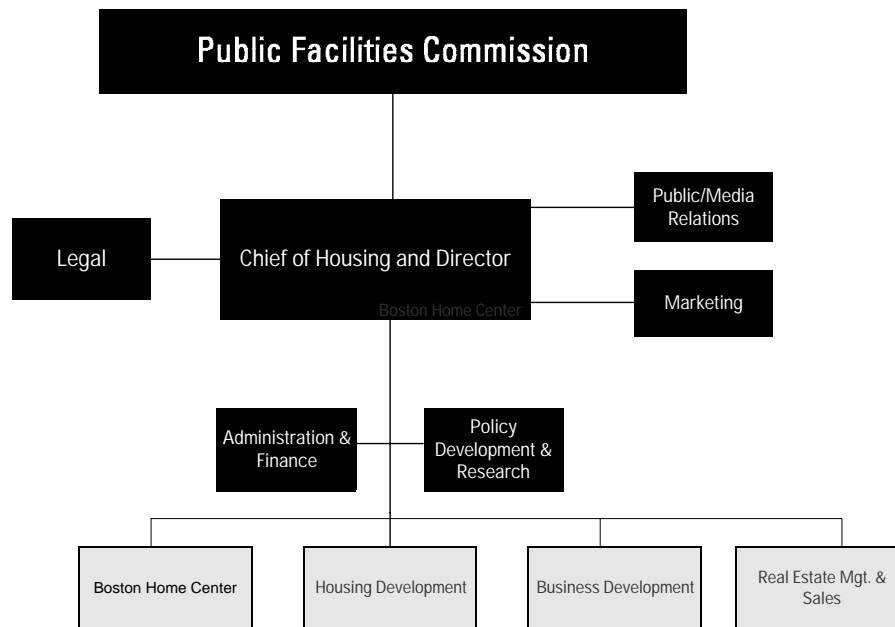 Public Facilities Commission
Public/Media
Relations
Legal
Chief of Housing and Director
Boston Home Center
Marketing
Administration &
Finance
Policy
Development &
Research
Boston Home Center
Housing Development
Business Development
Real Estate Mgt. &
Sales